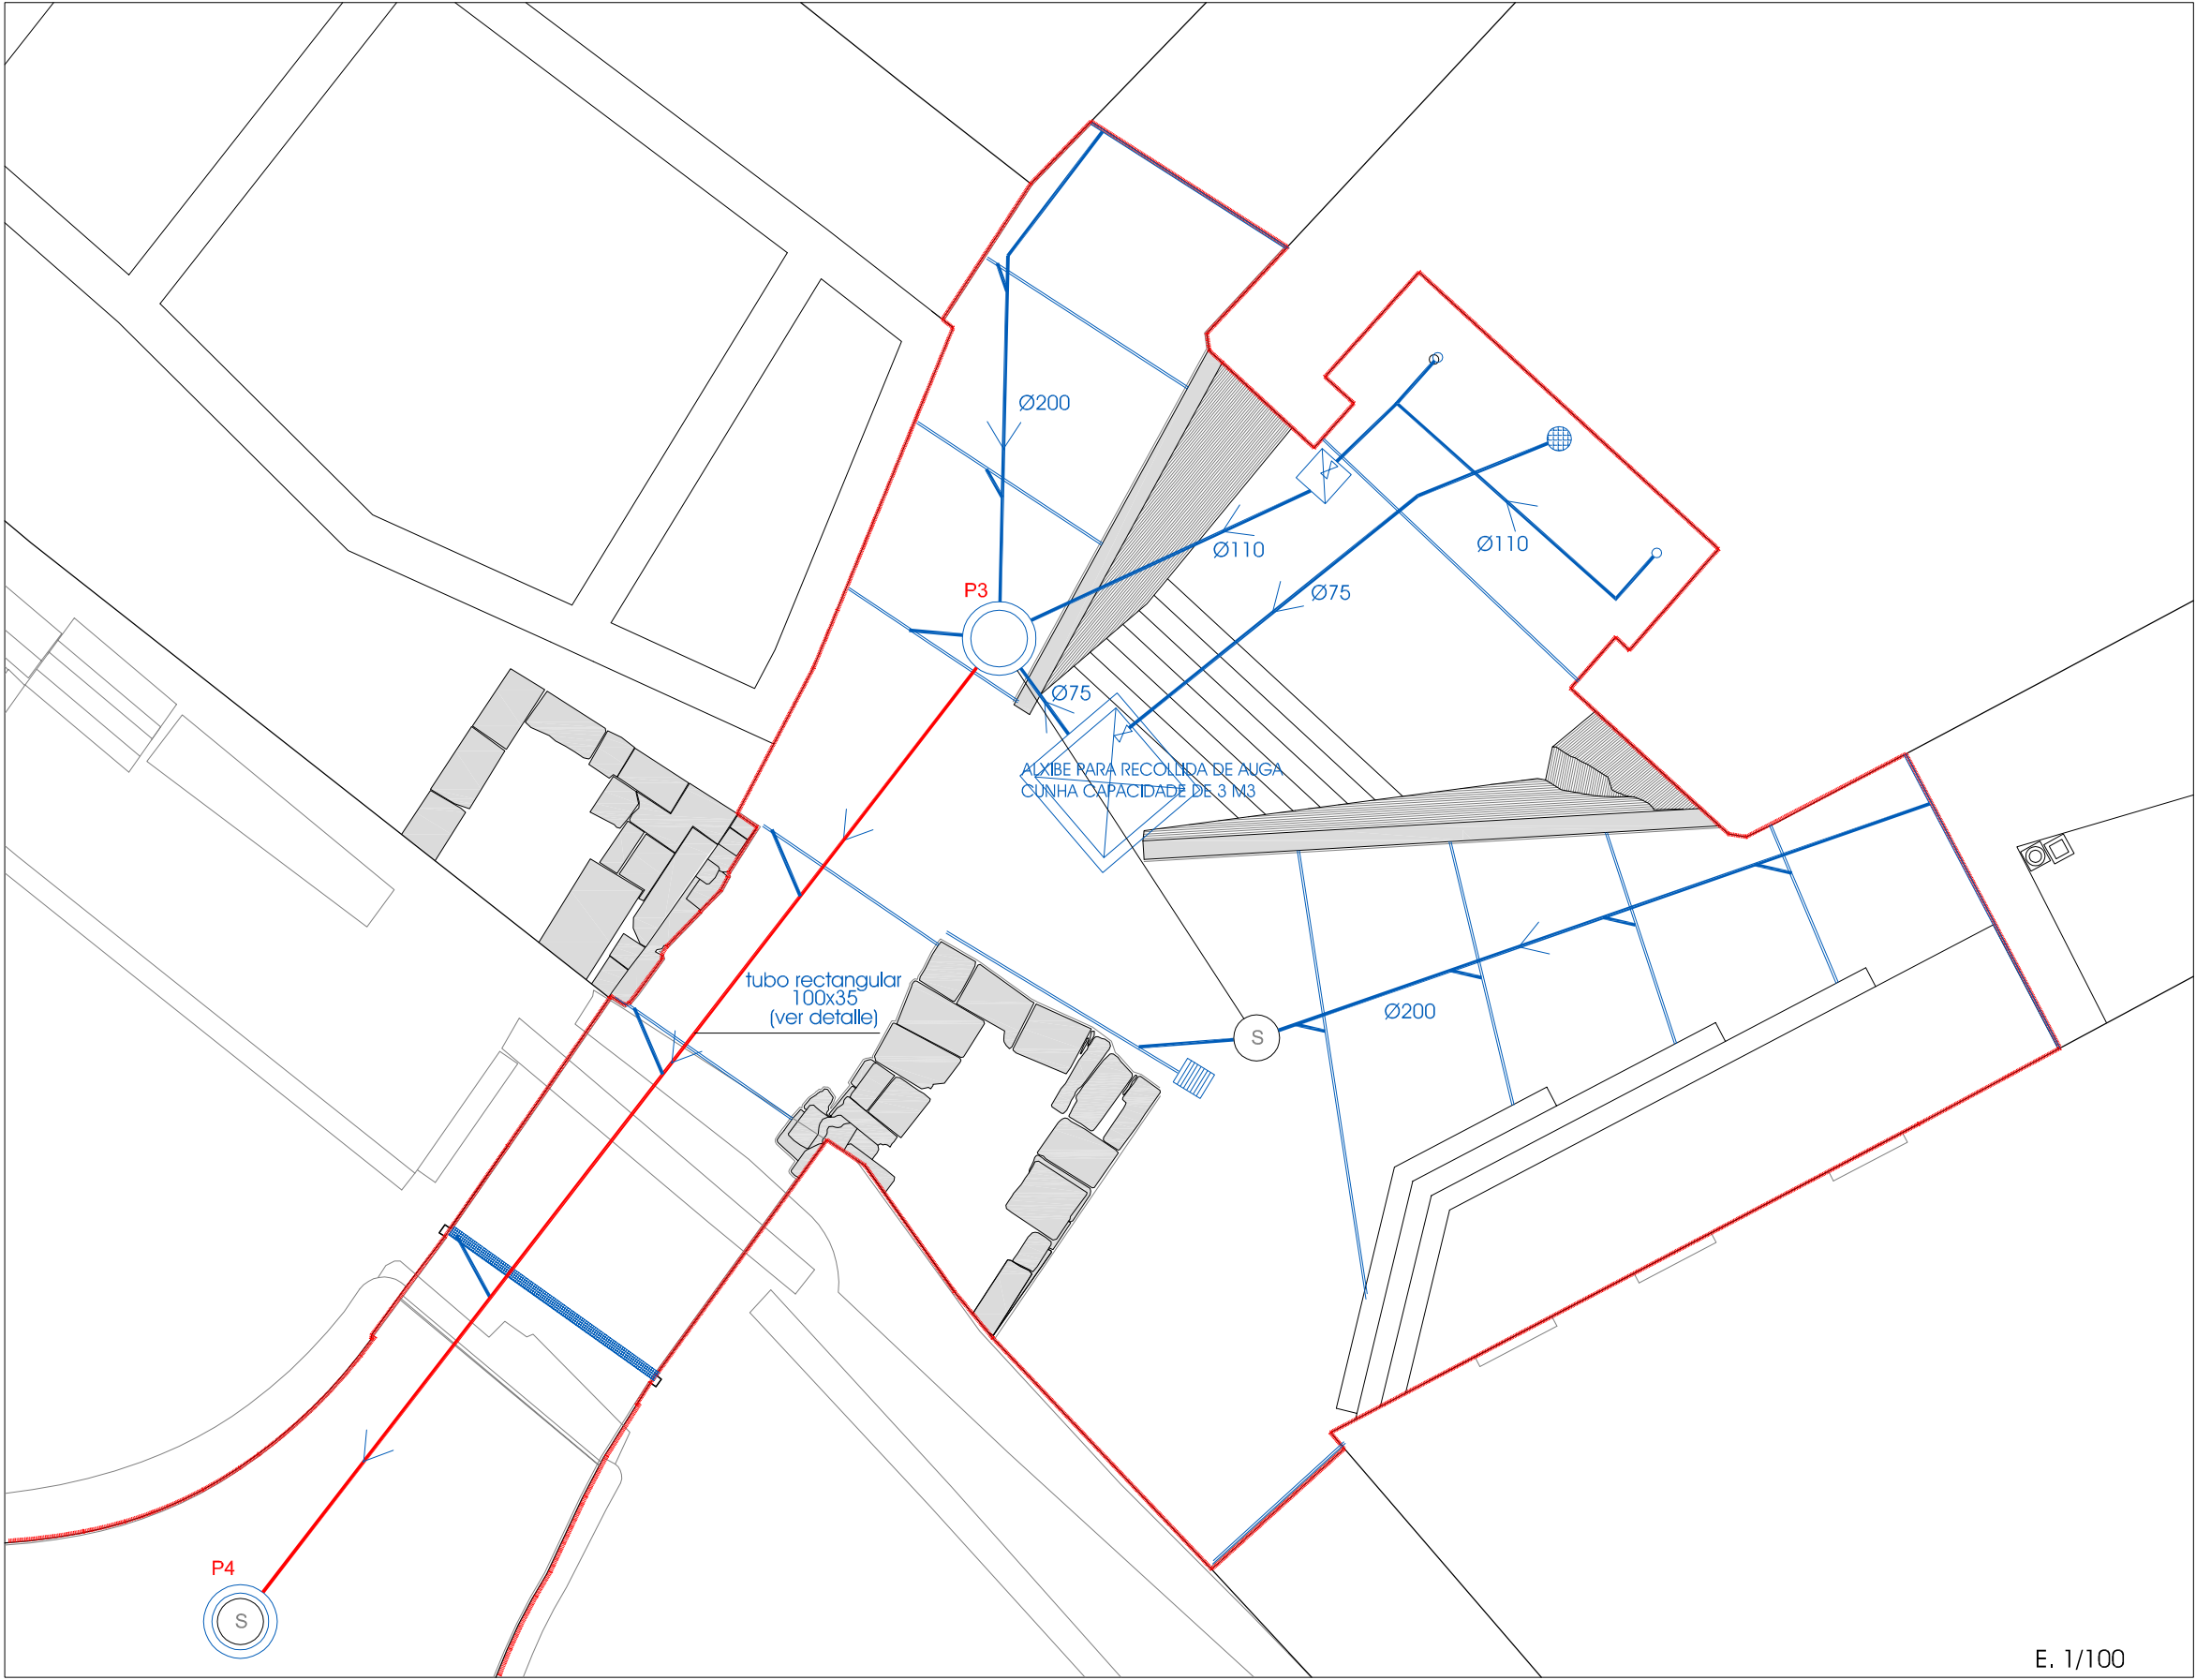 Ø200
Ø110
Ø110
P3
Ø75
Ø75
ALXIBE PARA RECOLLIDA DE AUGA
CUNHA CAPACIDADE DE 3 M3
tubo rectangular
100x35
(ver detalle)
Ø200
S
P4
S
E. 1/100